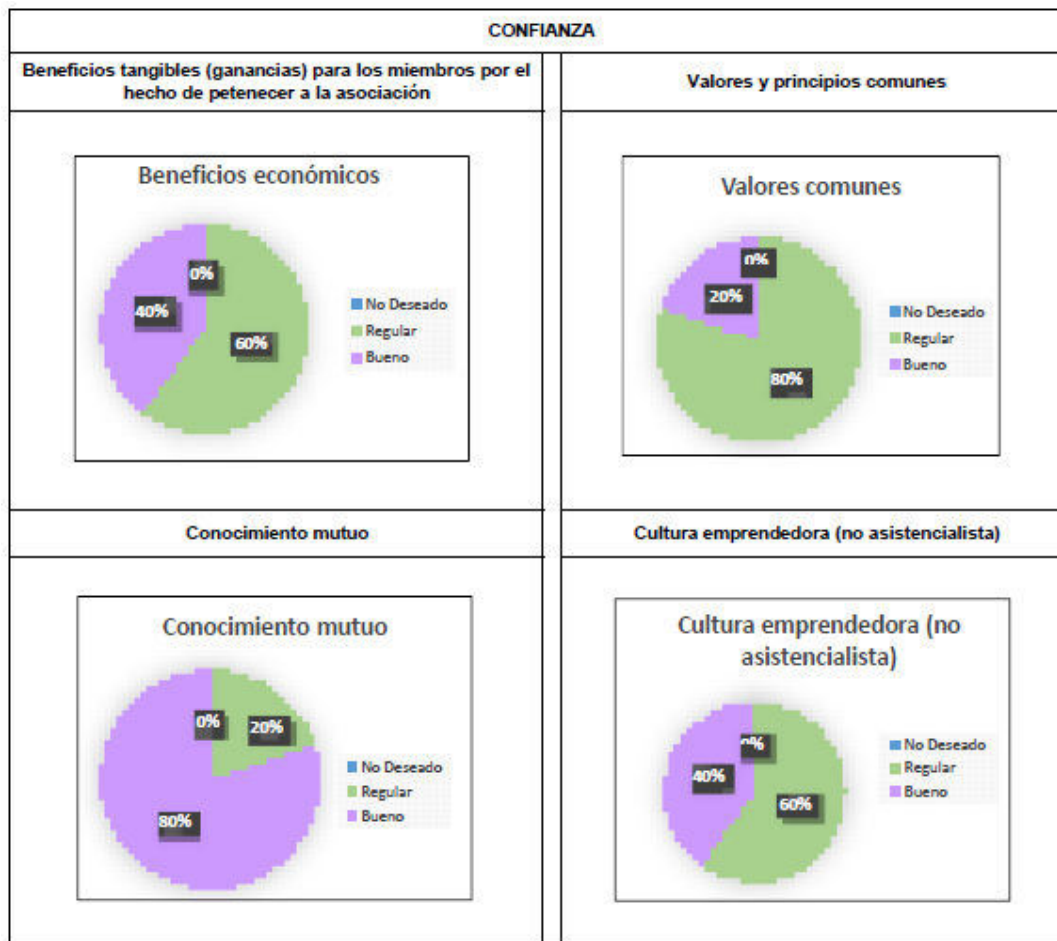 CONFIANZA
Beneficios tangibles (ganancias) para los miembros por el
hecho de petenecer a la asociación
Valores y principios comunes
Beneficios económicos
0%
40%
60%
No Deseado
Regular
Bueno
Valores comunes
0%
20%
80%
No Deseado
Regular
Bueno
Conocimiento mutuo
Cultura emprendedora (no asistencialista)
Conocimiento mutuo
0%
20%
80%
No Deseado
Regular
Bueno
Cultura emprendedora (no
asistencialista)
0%
40%
60%
No Deseado
Regular
Bueno